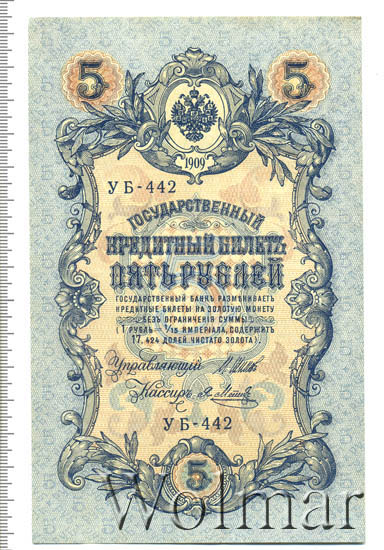 5 5
1909
УБ-442
ГОСУДАРСТВЕННЫЙ
КРЕДИТНЫЙ БИЛЕТЪ
ПЯТЬ РУБЛЕЙ
ГОСУДАРСТВЕННЫЙ БАНКЪ РАЗМѢНИВАЕТЪ
КРЕДИТНЫЕ БИЛЕТЫ НА ЗОЛОТУЮ МОНЕТУ
БЕЗЪ ОГРАНИЧЕНІЯ СУММЫ
(1 РУБЛЬ = 1/15 ИМПЕРІАЛА, СОДЕРЖИТЪ
17,424 ДОЛЕЙ ЧИСТАГО ЗОЛОТА).
Управляющій
Кассиръ
УБ-442
5
Wolmar